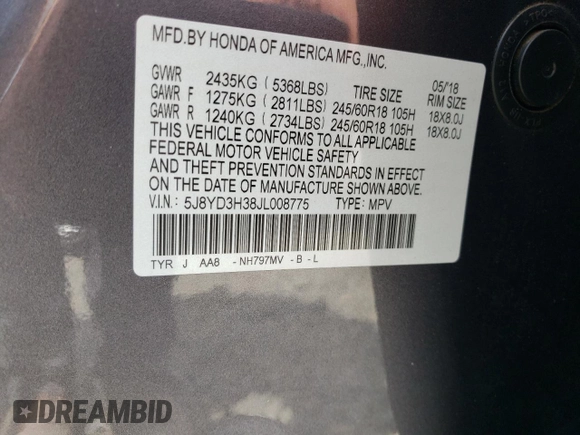 MFD.BY HONDA OF AMERICA MFG.,INC.
05/18
GVWR 2435KG ( 5368LBS) TIRE SIZE RIM SIZE
GAWR F 1275KG ( 2811LBS) 245/60R18 105H 18X8.0J
GAWR R 1240KG ( 2734LBS) 245/60R18 105H 18X8.0J
THIS VEHICLE CONFORMS TO ALL APPLICABLE
FEDERAL MOTOR VEHICLE SAFETY
AND THEFT PREVENTION STANDARDS IN EFFECT
ON THE DATE OF MANUFACTURE SHOWN ABOVE.
V.I.N.: 5J8YD3H38JL008775 TYPE: MPV
TYR J AA8 -NH797MV -B-L
DREAMBID